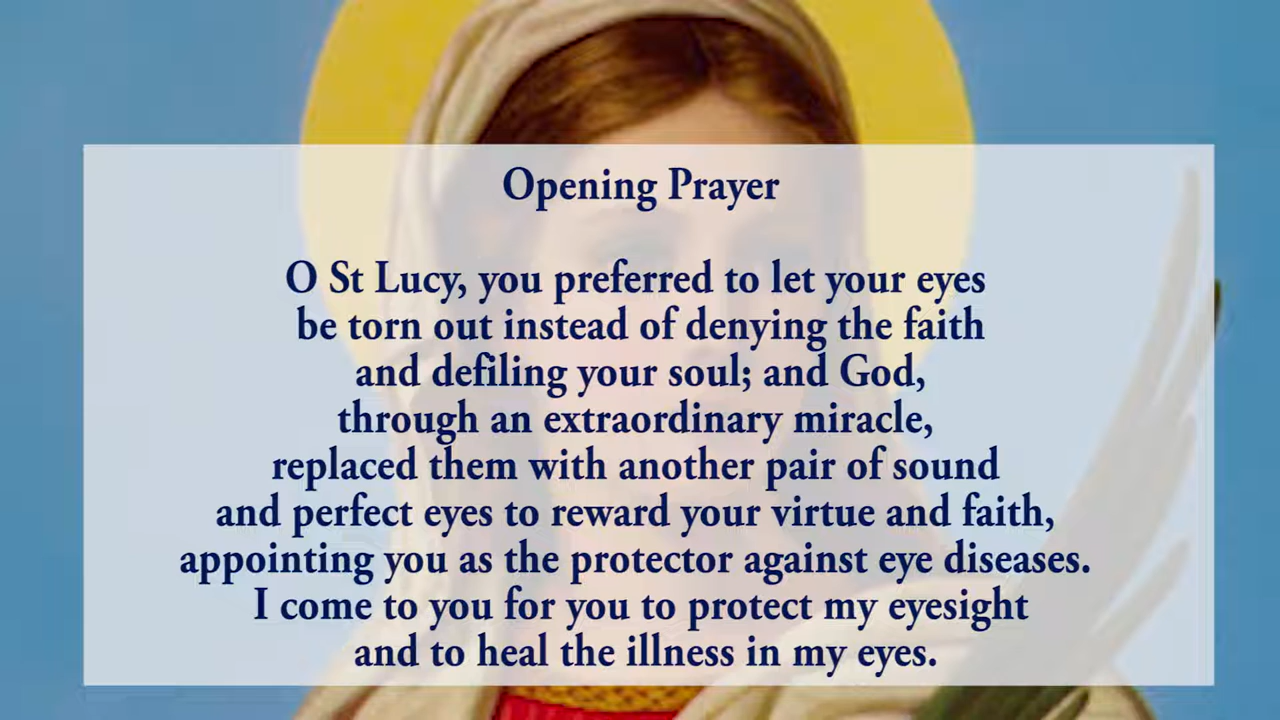 Opening Prayer
O St Lucy, you preferred to let your eyes
be torn out instead of denying the faith
and defiling your soul; and God,
through an extraordinary miracle,
replaced them with another pair of sound
and perfect eyes to reward your virtue and faith,
appointing you as the protector against eye diseases.
I come to you for you to protect my eyesight
and to heal the illness in my eyes.